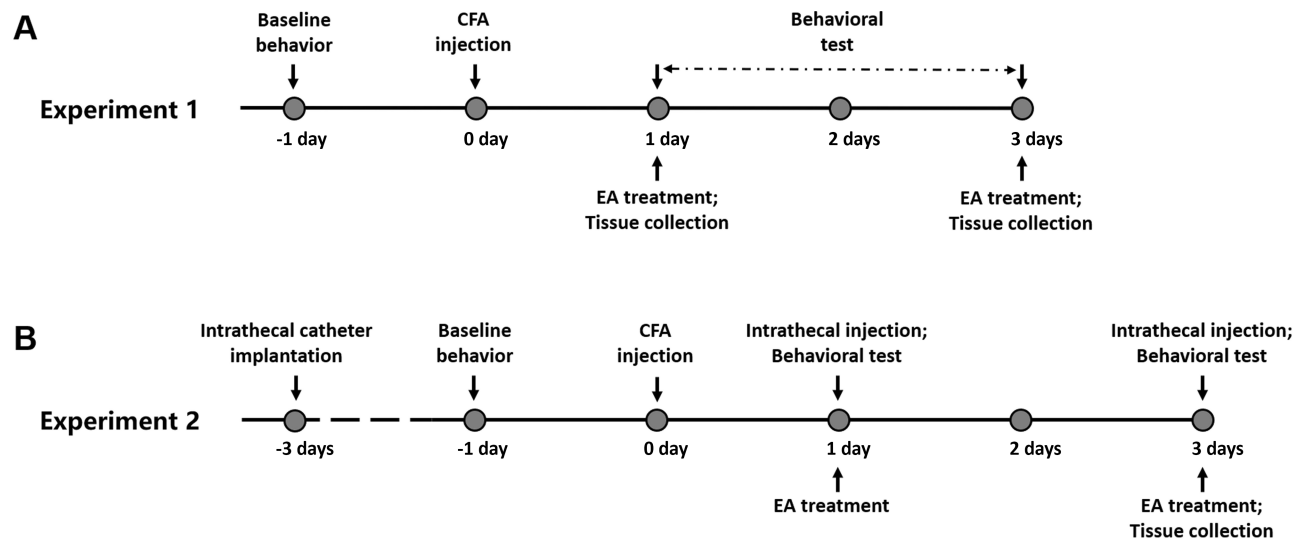 A
Baseline
behavior
CFA
injection
Behavioral
test
Experiment 1
-1 day
0 day
1 day
2 days
3 days
EA treatment;
Tissue collection
EA treatment;
Tissue collection
B
Intrathecal catheter
implantation
Baseline
behavior
CFA
injection
Intrathecal injection;
Behavioral test
Intrathecal injection;
Behavioral test
Experiment 2
-3 days
-1 day
0 day
1 day
2 days
3 days
EA treatment
EA treatment;
Tissue collection